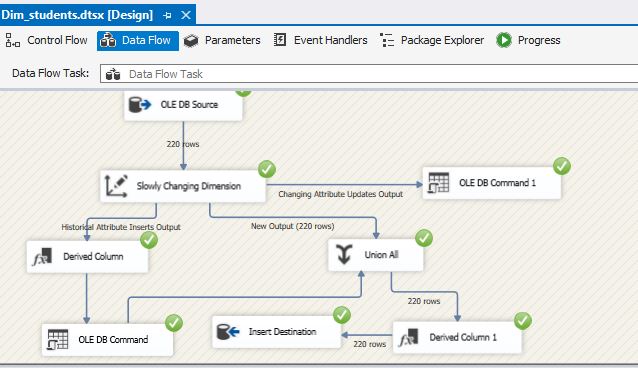 Dim_students.dtsx [Design]
Control Flow
Data Flow
Parameters
Event Handlers
Package Explorer
Progress
Data Flow Task:
Data Flow Task
OLE DB Source
220 rows
Slowly Changing Dimension
Changing Attribute Updates Output
OLE DB Command 1
Historical Attribute Inserts Output
New Output (220 rows)
Derived Column
Union All
220 rows
OLE DB Command
Insert Destination
220 rows
Derived Column 1